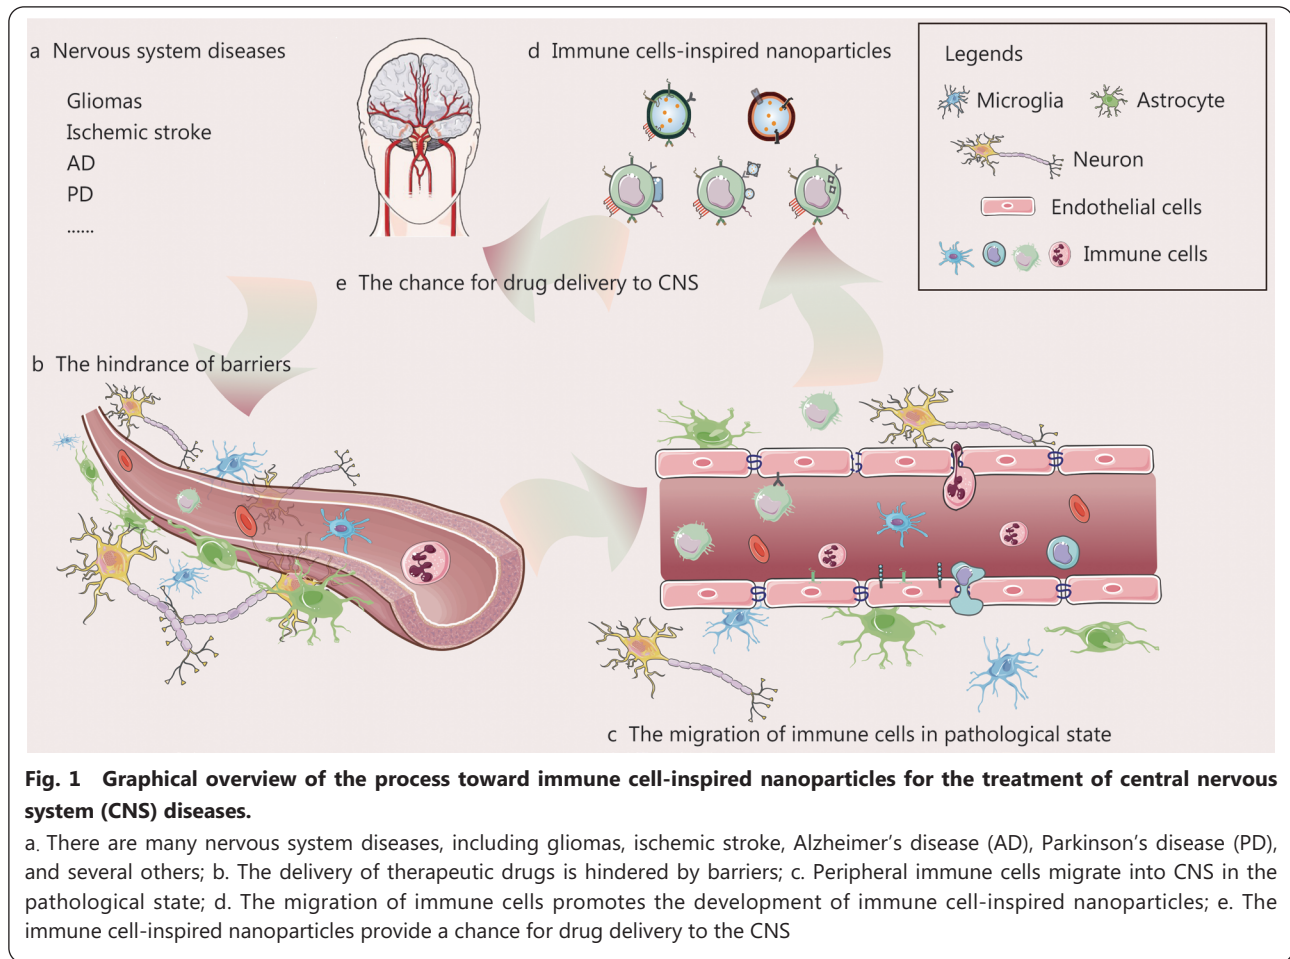 a Nervous system diseases
Gliomas
Ischemic stroke
AD
PD
......
d Immune cells-inspired nanoparticles
Legends
Microglia
Astrocyte
Neuron
Endothelial cells
Immune cells
e The chance for drug delivery to CNS
b The hindrance of barriers
c The migration of immune cells in pathological state
Fig. 1 Graphical overview of the process toward immune cell-inspired nanoparticles for the treatment of central nervous
system (CNS) diseases.
a. There are many nervous system diseases, including gliomas, ischemic stroke, Alzheimer’s disease (AD), Parkinson’s disease (PD),
and several others; b. The delivery of therapeutic drugs is hindered by barriers; c. Peripheral immune cells migrate into CNS in the
pathological state; d. The migration of immune cells promotes the development of immune cell-inspired nanoparticles; e. The
immune cell-inspired nanoparticles provide a chance for drug delivery to the CNS